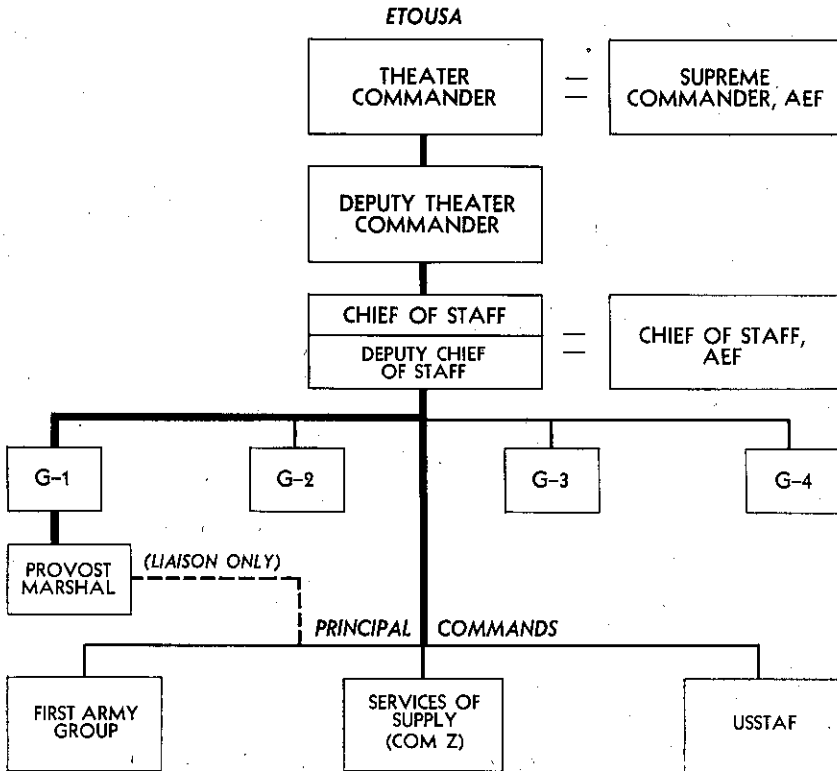 ETOUSA
THEATER
COMMANDER
SUPREME
COMMANDER, AEF
DEPUTY THEATER
COMMANDER
CHIEF OF STAFF
DEPUTY CHIEF
OF STAFF
CHIEF OF STAFF,
AEF
G-1
G-2
G-3
G-4
PROVOST
MARSHAL
(LIAISON ONLY)
PRINCIPAL COMMANDS
FIRST ARMY
GROUP
SERVICES OF
SUPPLY
(COM Z)
USSTAF